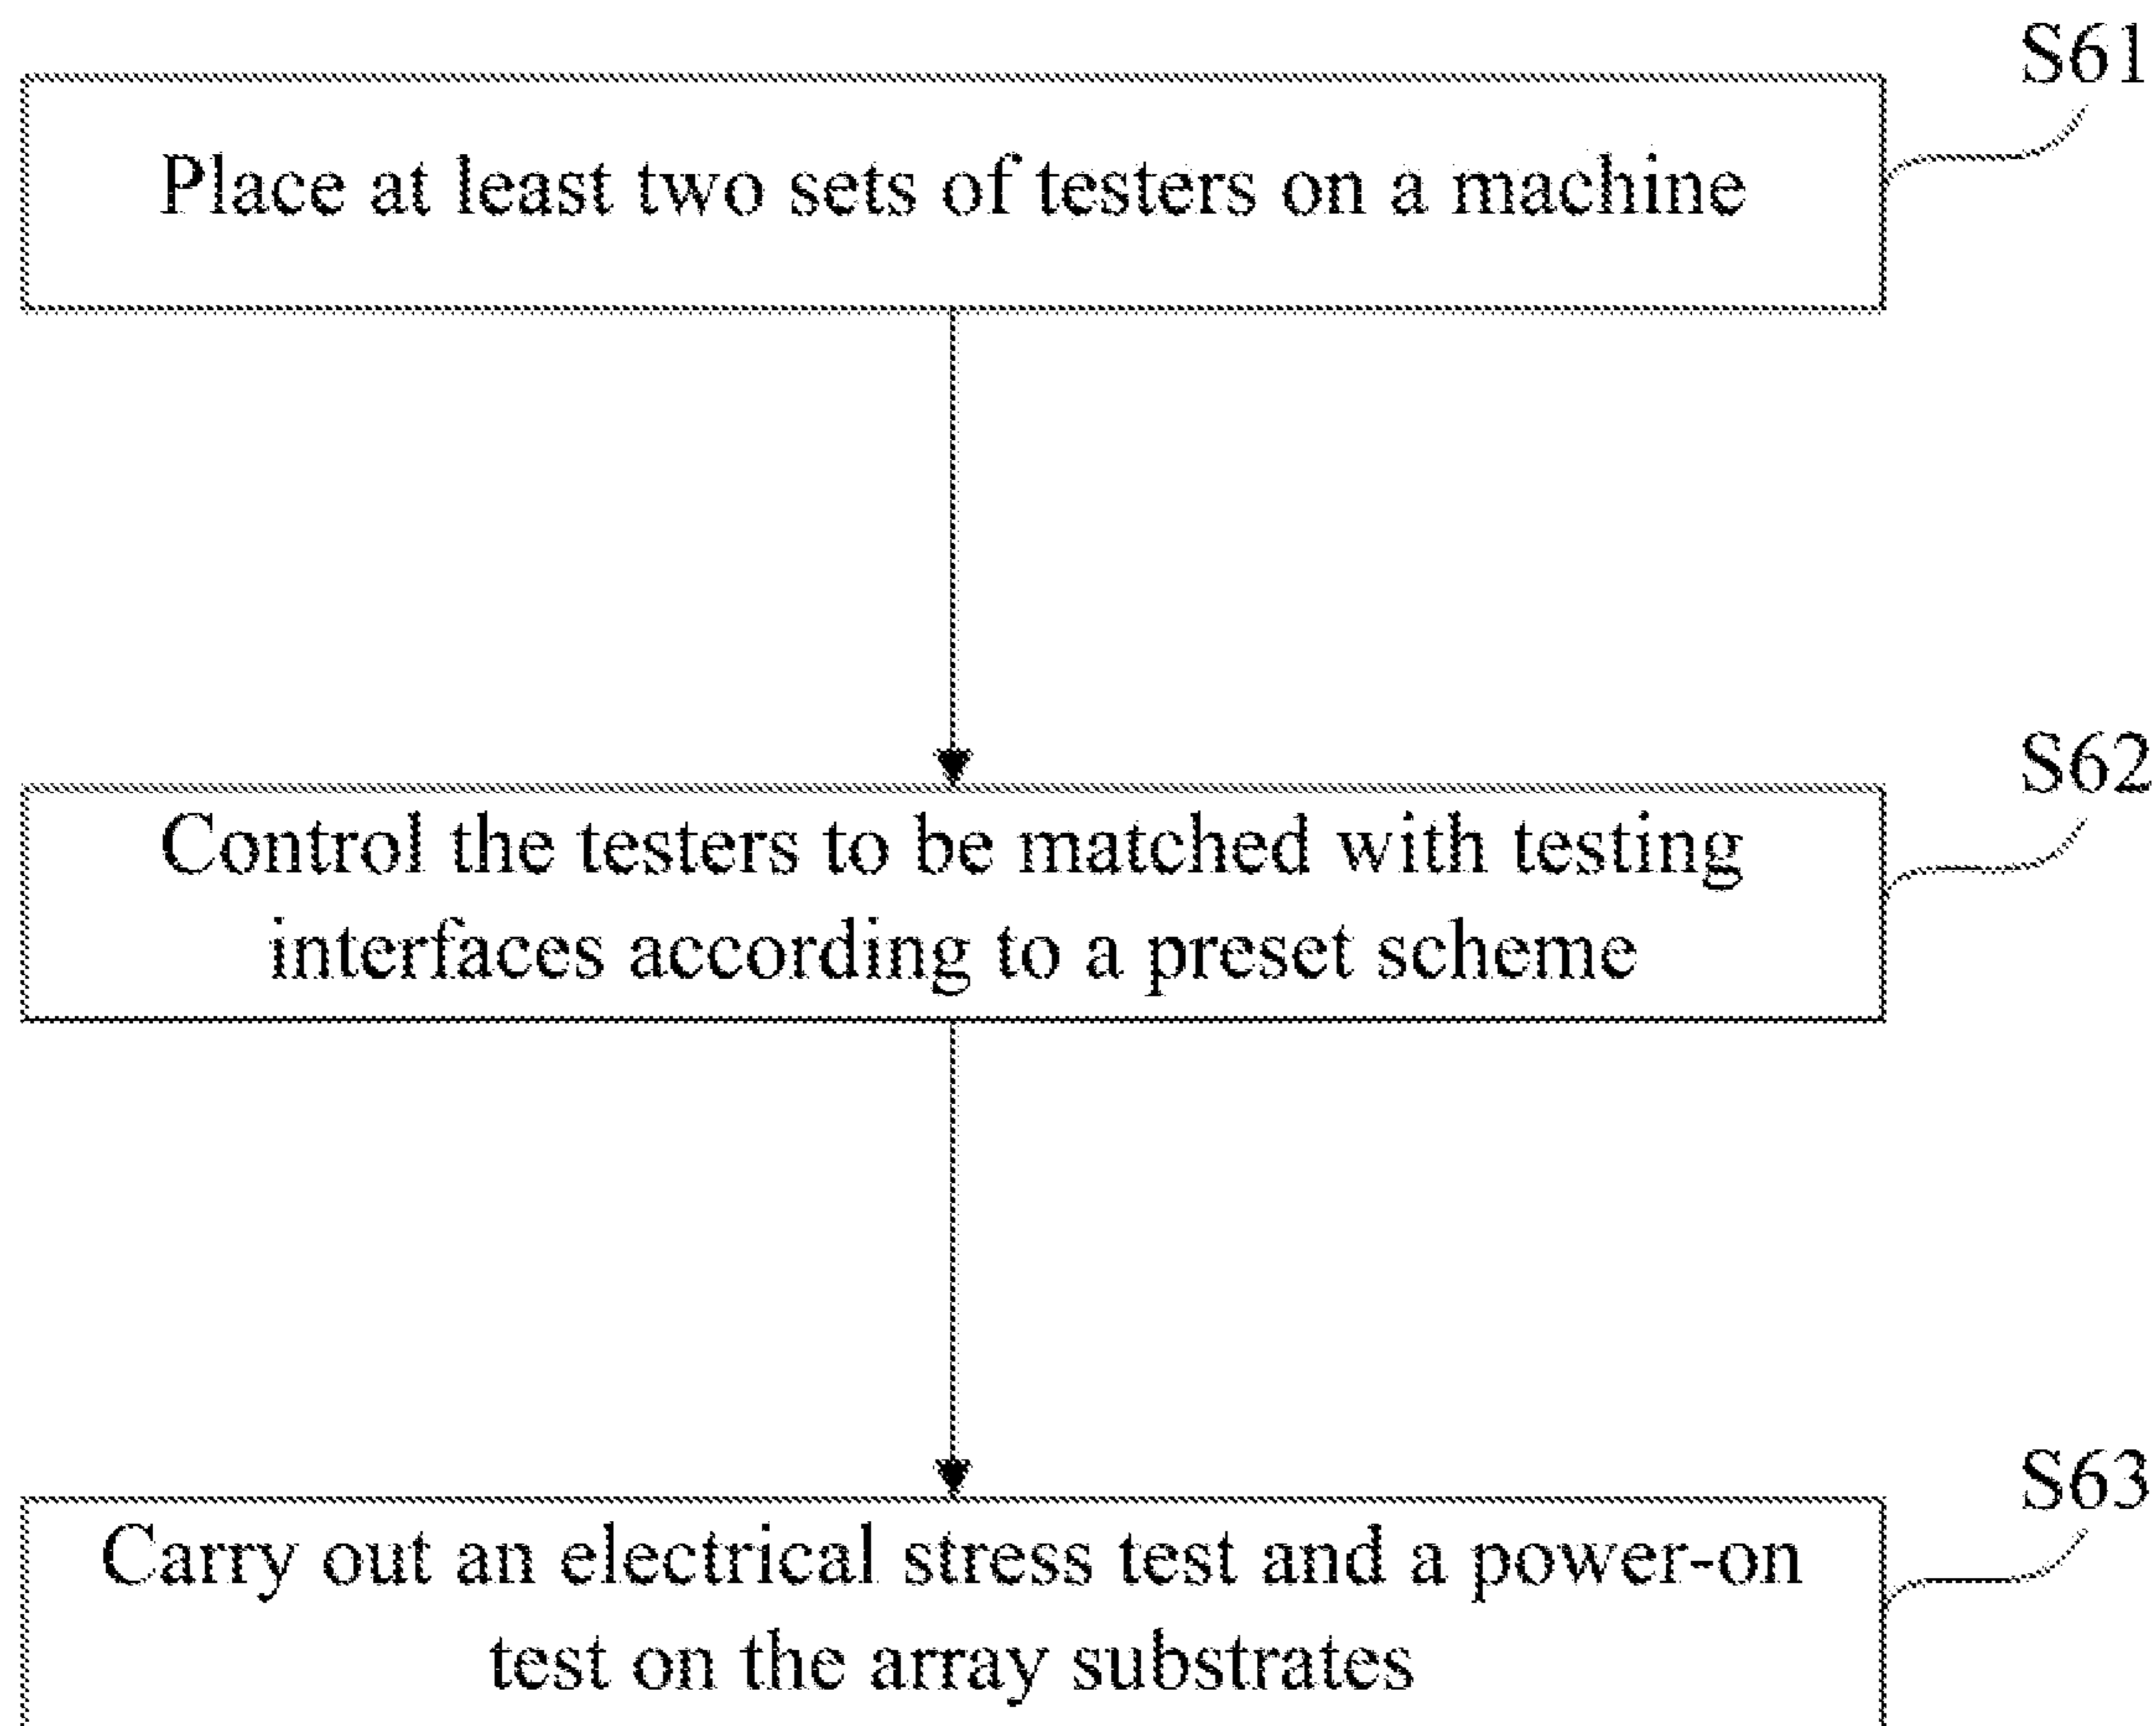 S61
Place at least two sets of testers on a machine
S62
Control the testers to be matched with testing
interfaces according to a preset scheme
S63
Carry out an electrical stress test and a power-on
test on the array substrates